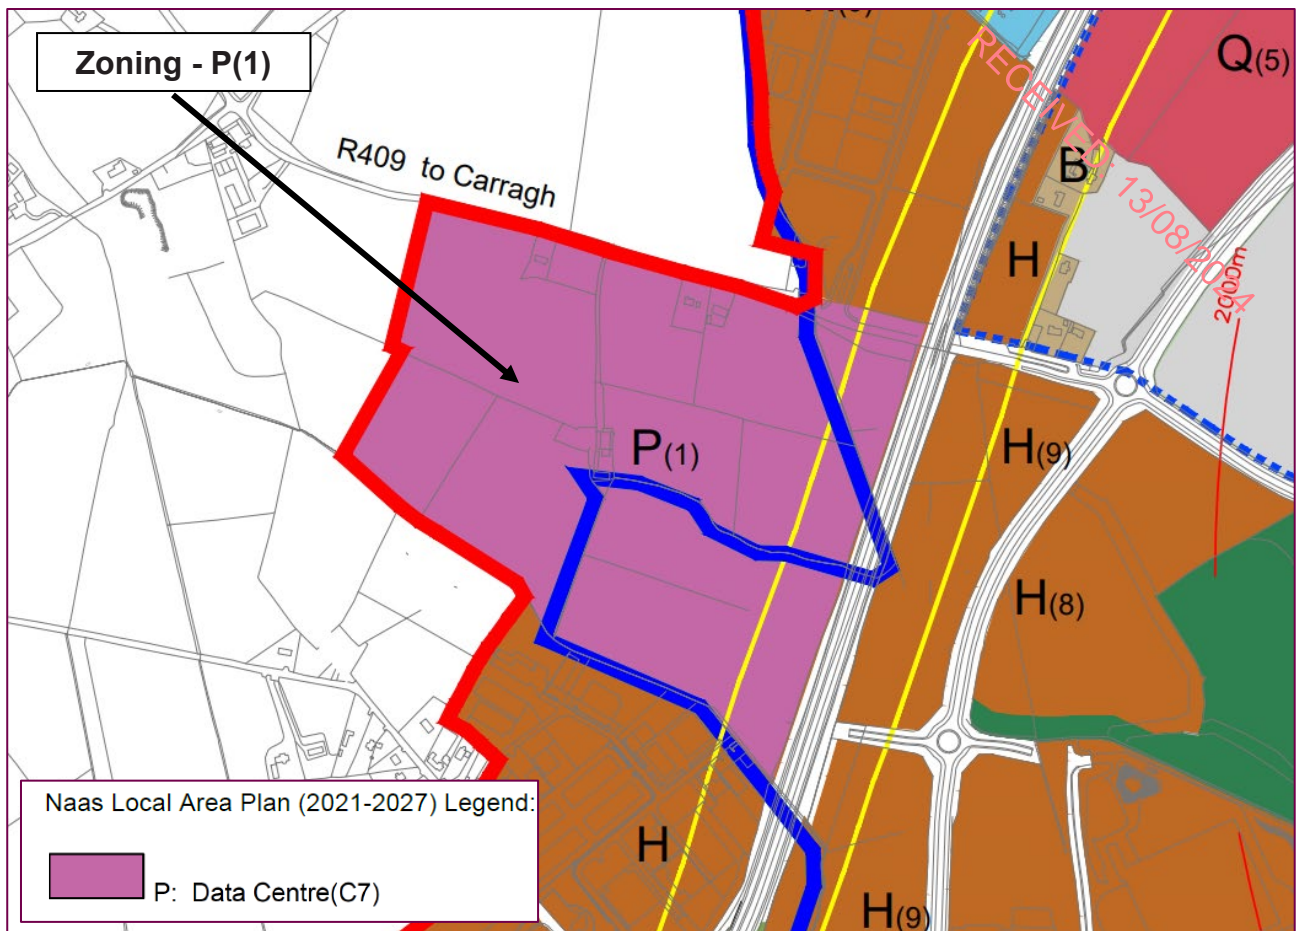 Zoning - P(1)
R409 to Carragh
Q(5)
RECEIVED: 13/08/2024
B
H
2000m
P(1)
H(9)
H(8)
H
H(9)
Naas Local Area Plan (2021-2027) Legend:
P: Data Centre(C7)